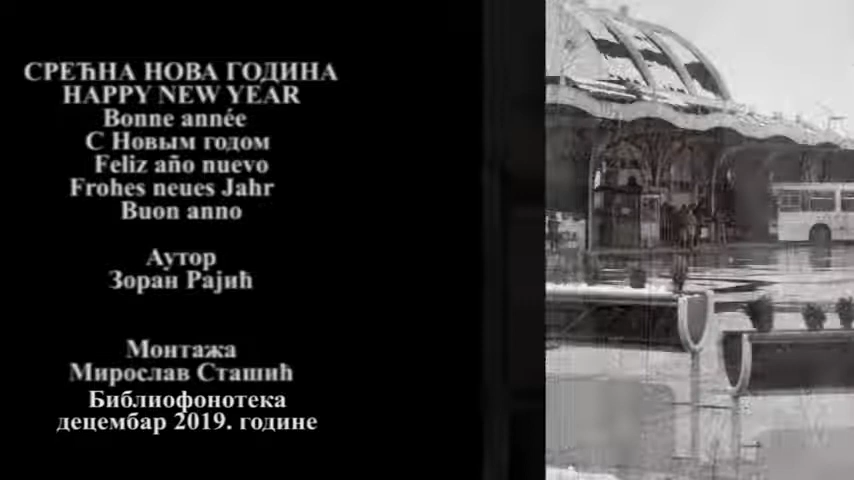 СРЕЋНА НОВА ГОДИНА
HAPPY NEW YEAR
Bonne année
С Новым годом
Feliz año nuevo
Frohes neues Jahr
Buon anno
Аутор
Зоран Рајић
Монтажа
Мирослав Сташић
Библиофонотека
децембар 2019. године